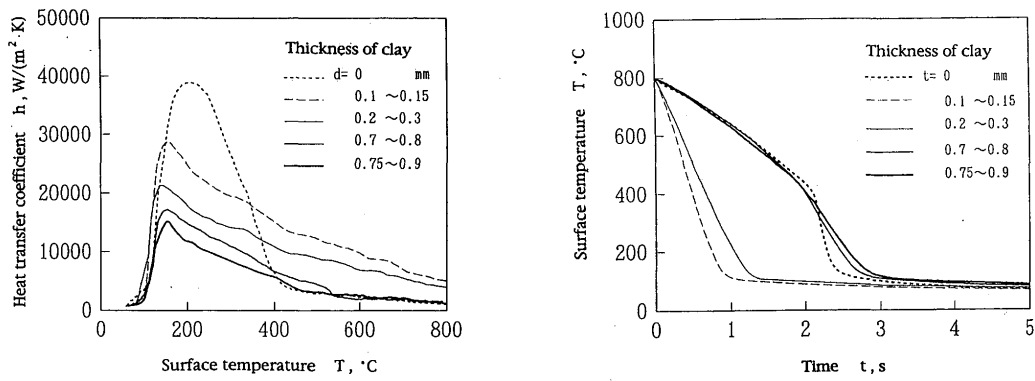 50000
40000
30000
20000
10000
0
Heat transfer coefficient h, W/(m²·K)
Thickness of clay
d= 0 mm
0.1 ~0.15
0.2 ~0.3
0.7 ~0.8
0.75~0.9
0 200 400 600 800
Surface temperature T, °C
1000
800
600
400
200
0
Surface temperature T, °C
Thickness of clay
t= 0 mm
0.1 ~0.15
0.2 ~0.3
0.7 ~0.8
0.75~0.9
0 1 2 3 4 5
Time t, s